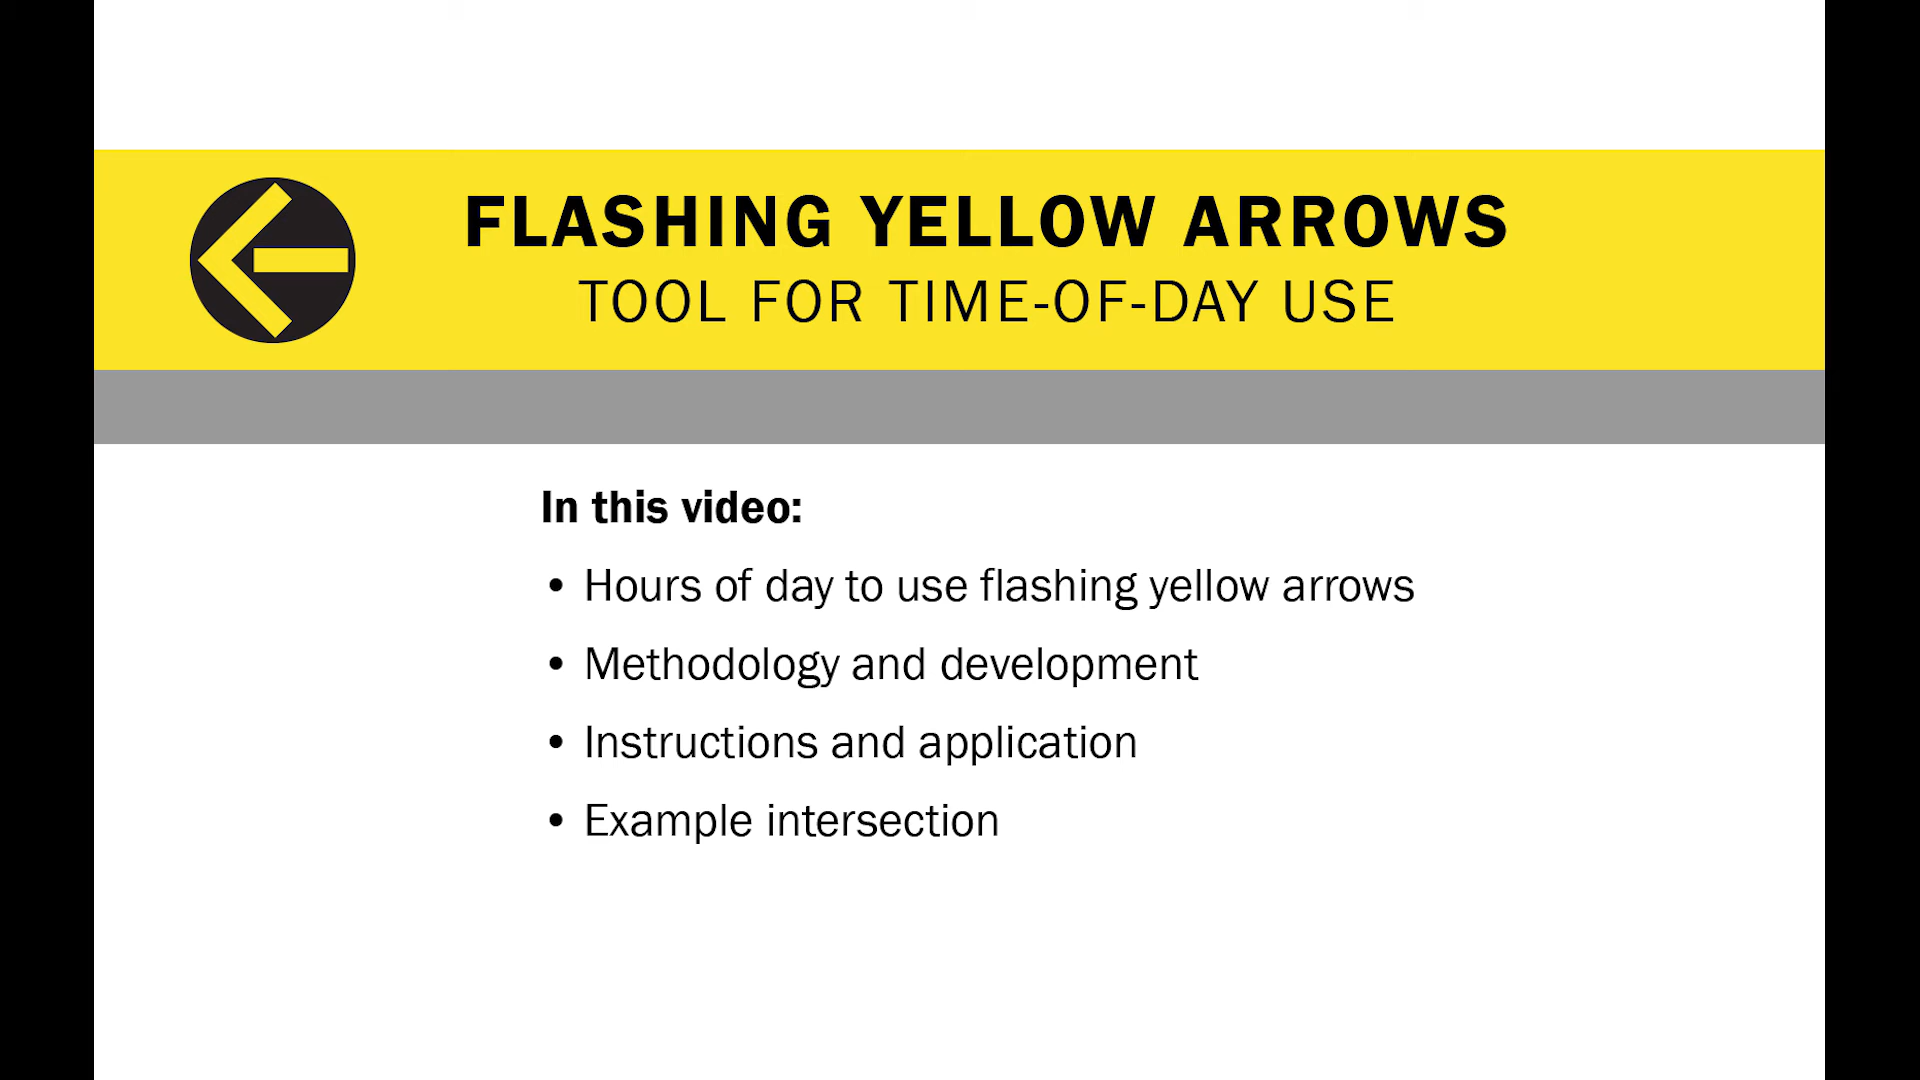 FLASHING YELLOW ARROWS
TOOL FOR TIME-OF-DAY USE
In this video:
• Hours of day to use flashing yellow arrows
• Methodology and development
• Instructions and application
• Example intersection